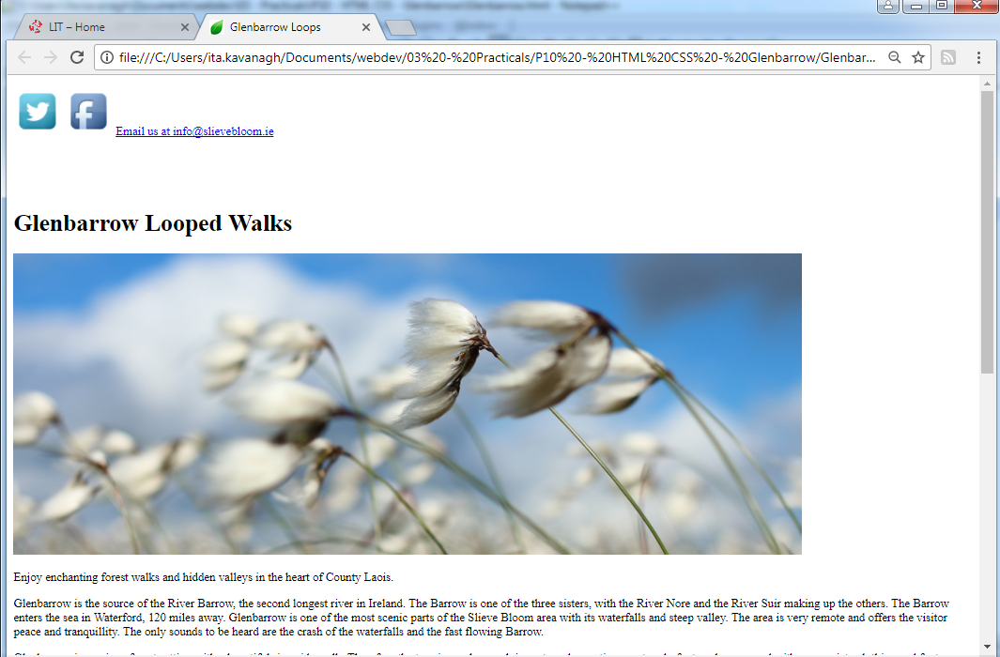 LIT – Home
Glenbarrow Loops
file:///C:/Users/ita.kavanagh/Documents/webdev/03%20-%20Practicals/P10%20-%20HTML%20CSS%20-%20Glenbarrow/Glenbar...
Email us at info@slievebloom.ie
Glenbarrow Looped Walks
Enjoy enchanting forest walks and hidden valleys in the heart of County Laois.
Glenbarrow is the source of the River Barrow, the second longest river in Ireland. The Barrow is one of the three sisters, with the River Nore and the River Suir making up the others. The Barrow
enters the sea in Waterford, 120 miles away. Glenbarrow is one of the most scenic parts of the Slieve Bloom area with its waterfalls and steep valley. The area is very remote and offers the visitor
peace and tranquillity. The only sounds to be heard are the crash of the waterfalls and the fast flowing Barrow.